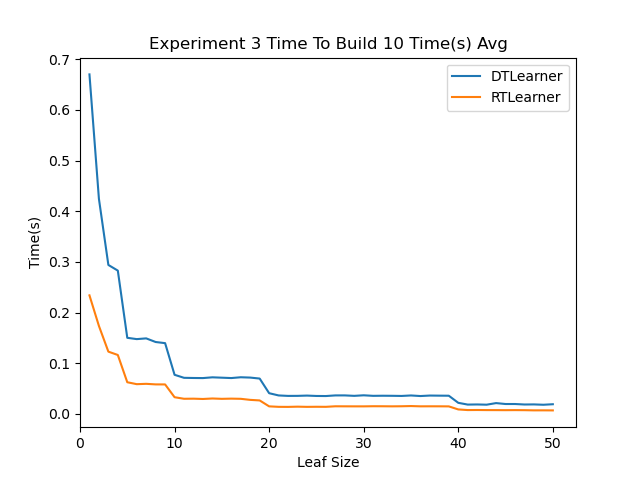 Experiment 3 Time To Build 10 Time(s) Avg
DTLearner
RTLearner
Time(s)
0.7
0.6
0.5
0.4
0.3
0.2
0.1
0.0
0 10 20 30 40 50
Leaf Size